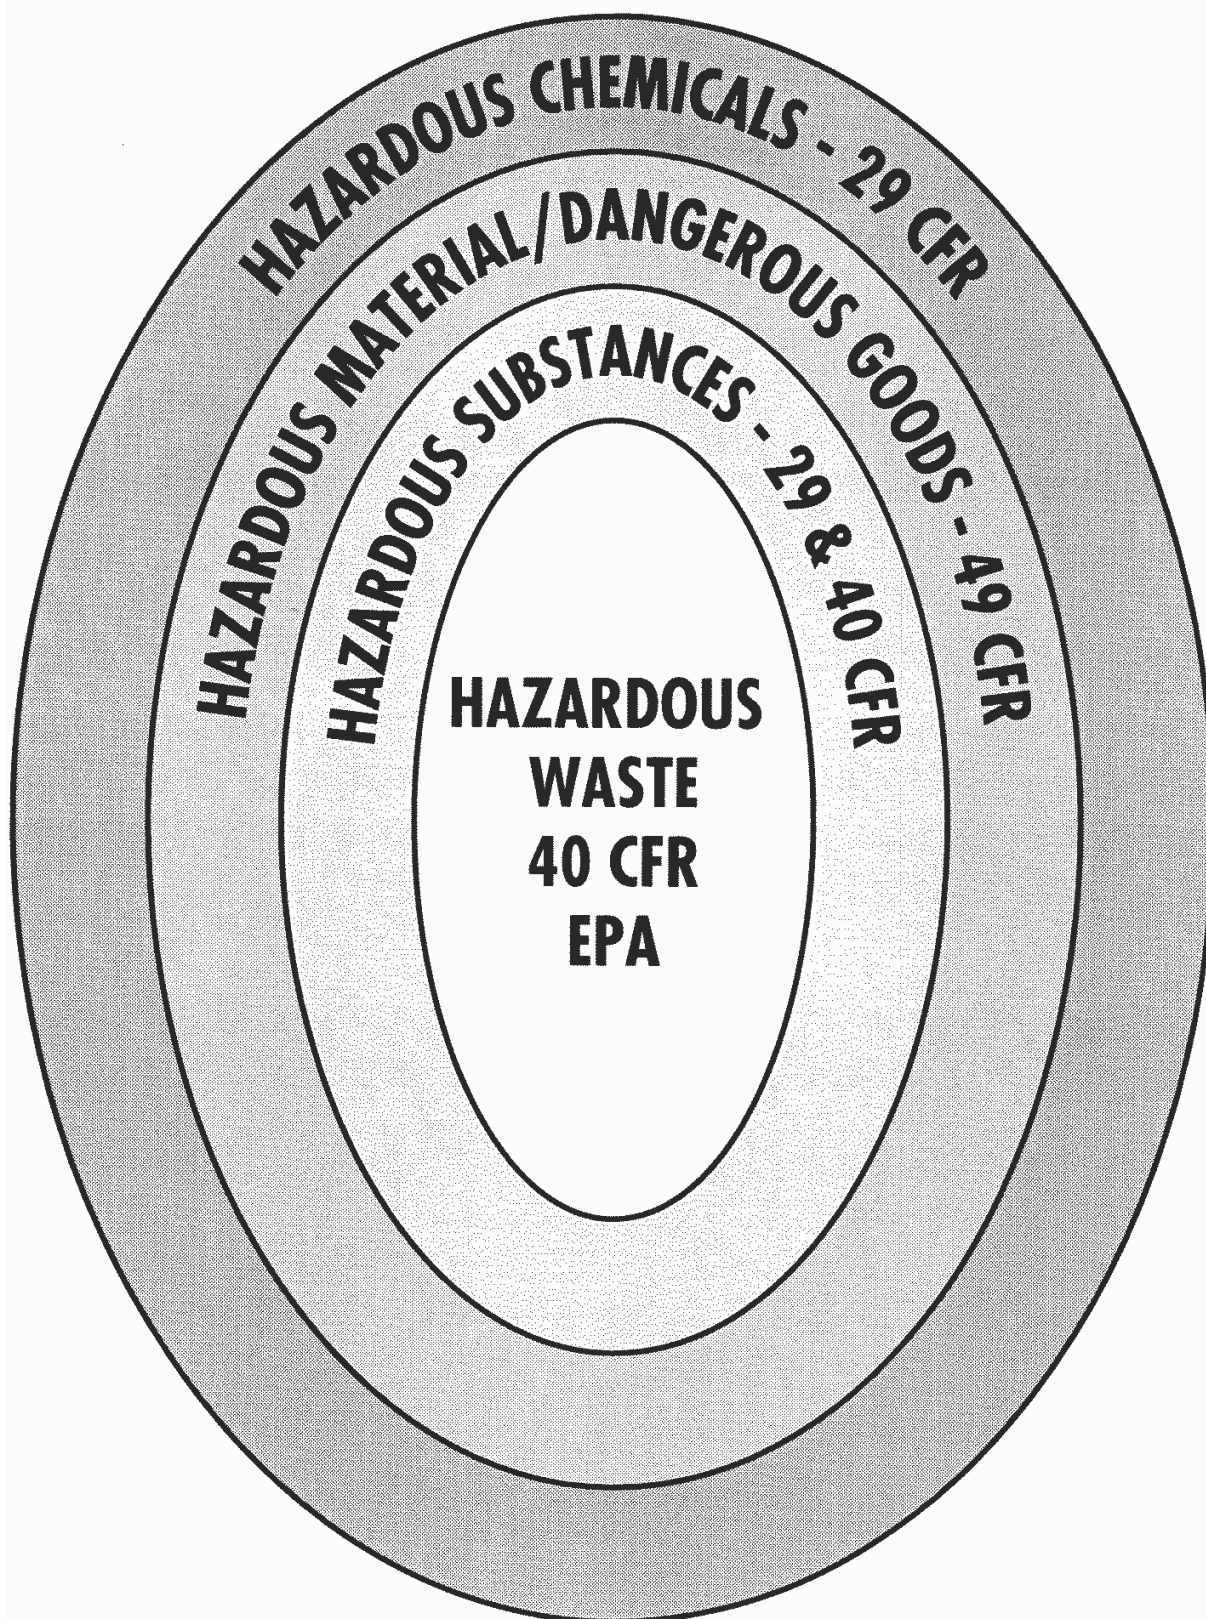 HAZARDOUS CHEMICALS - 29 CFR
HAZARDOUS MATERIAL/DANGEROUS GOODS - 49 CFR
HAZARDOUS SUBSTANCES - 29 & 40 CFR
HAZARDOUS
WASTE
40 CFR
EPA